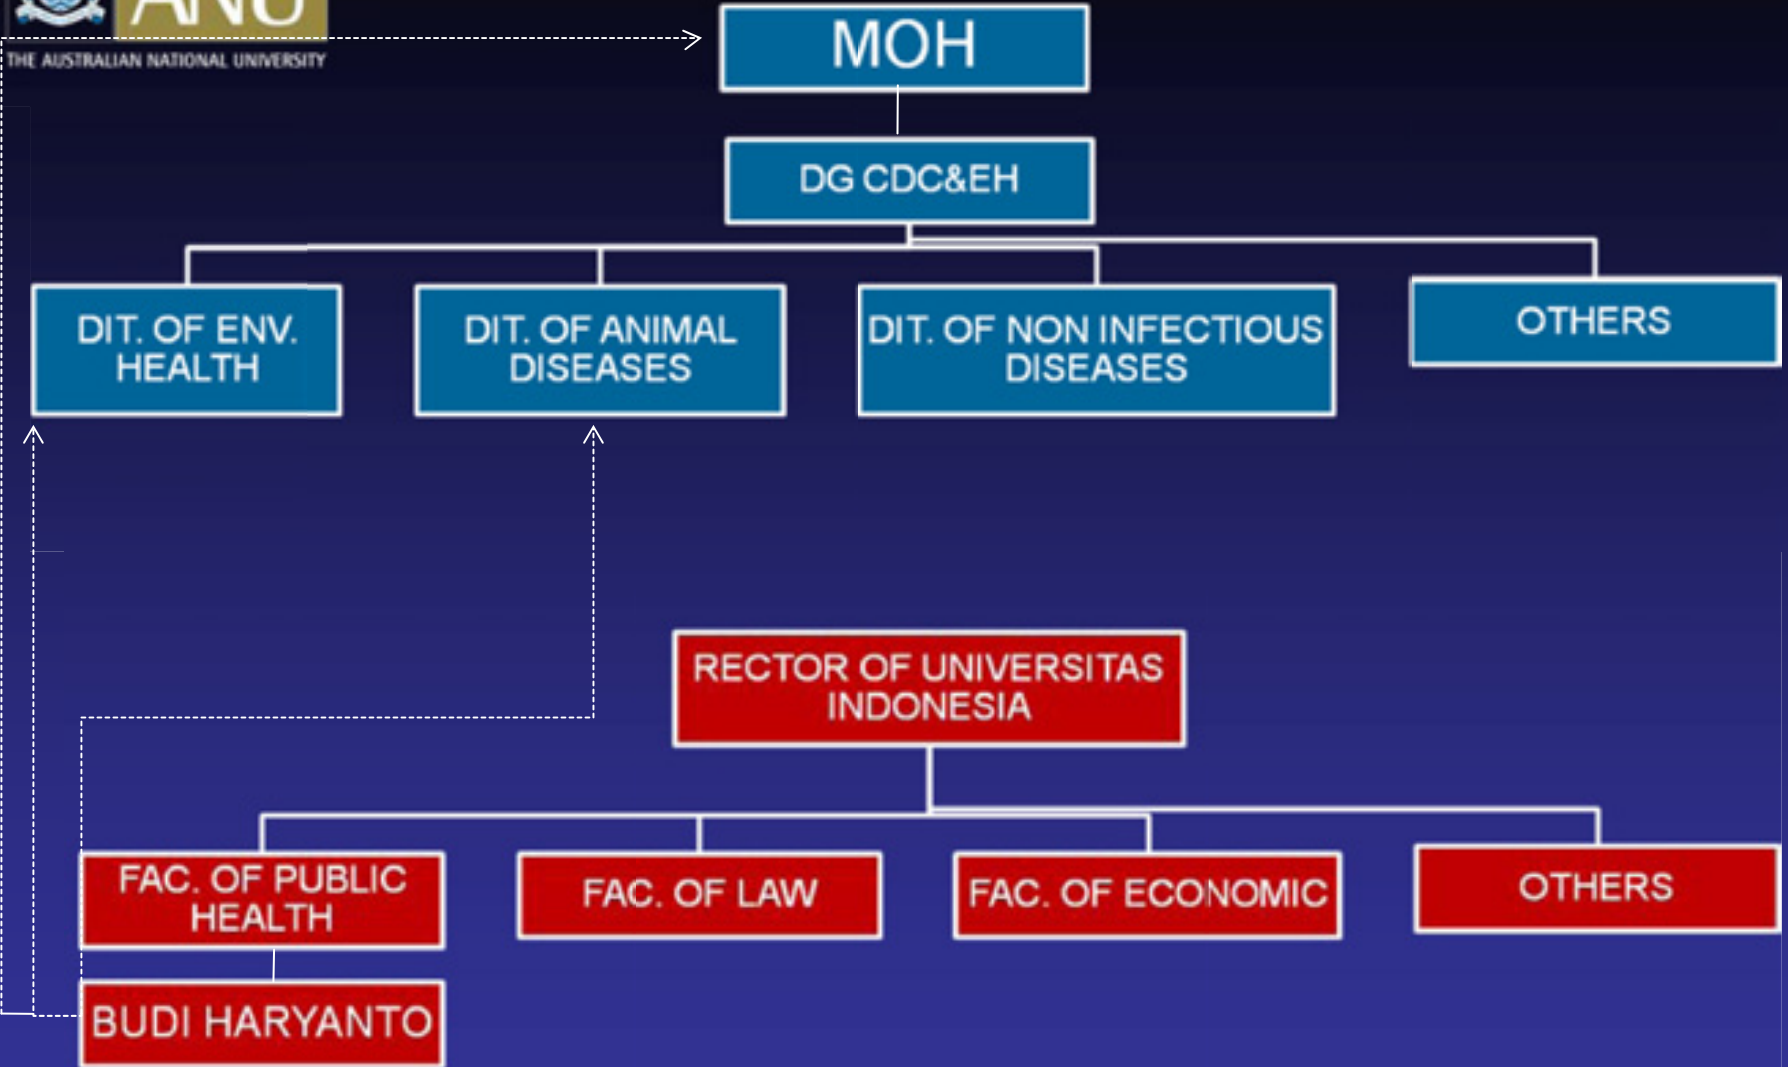 ANU
THE AUSTRALIAN NATIONAL UNIVERSITY
MOH
DG CDC&EH
DIT. OF ENV.
HEALTH
DIT. OF ANIMAL
DISEASES
DIT. OF NON INFECTIOUS
DISEASES
OTHERS
RECTOR OF UNIVERSITAS
INDONESIA
FAC. OF PUBLIC
HEALTH
FAC. OF LAW
FAC. OF ECONOMIC
OTHERS
BUDI HARYANTO